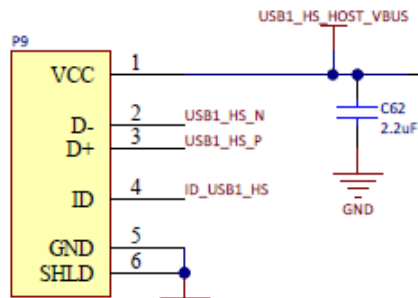 USB1_HS_HOST_VBUS
P9
VCC 1
C62
2.2uF
D- 2 USB1_HS_N
D+ 3 USB1_HS_P
ID 4 ID_USB1_HS
GND
GND 5
SHLD 6